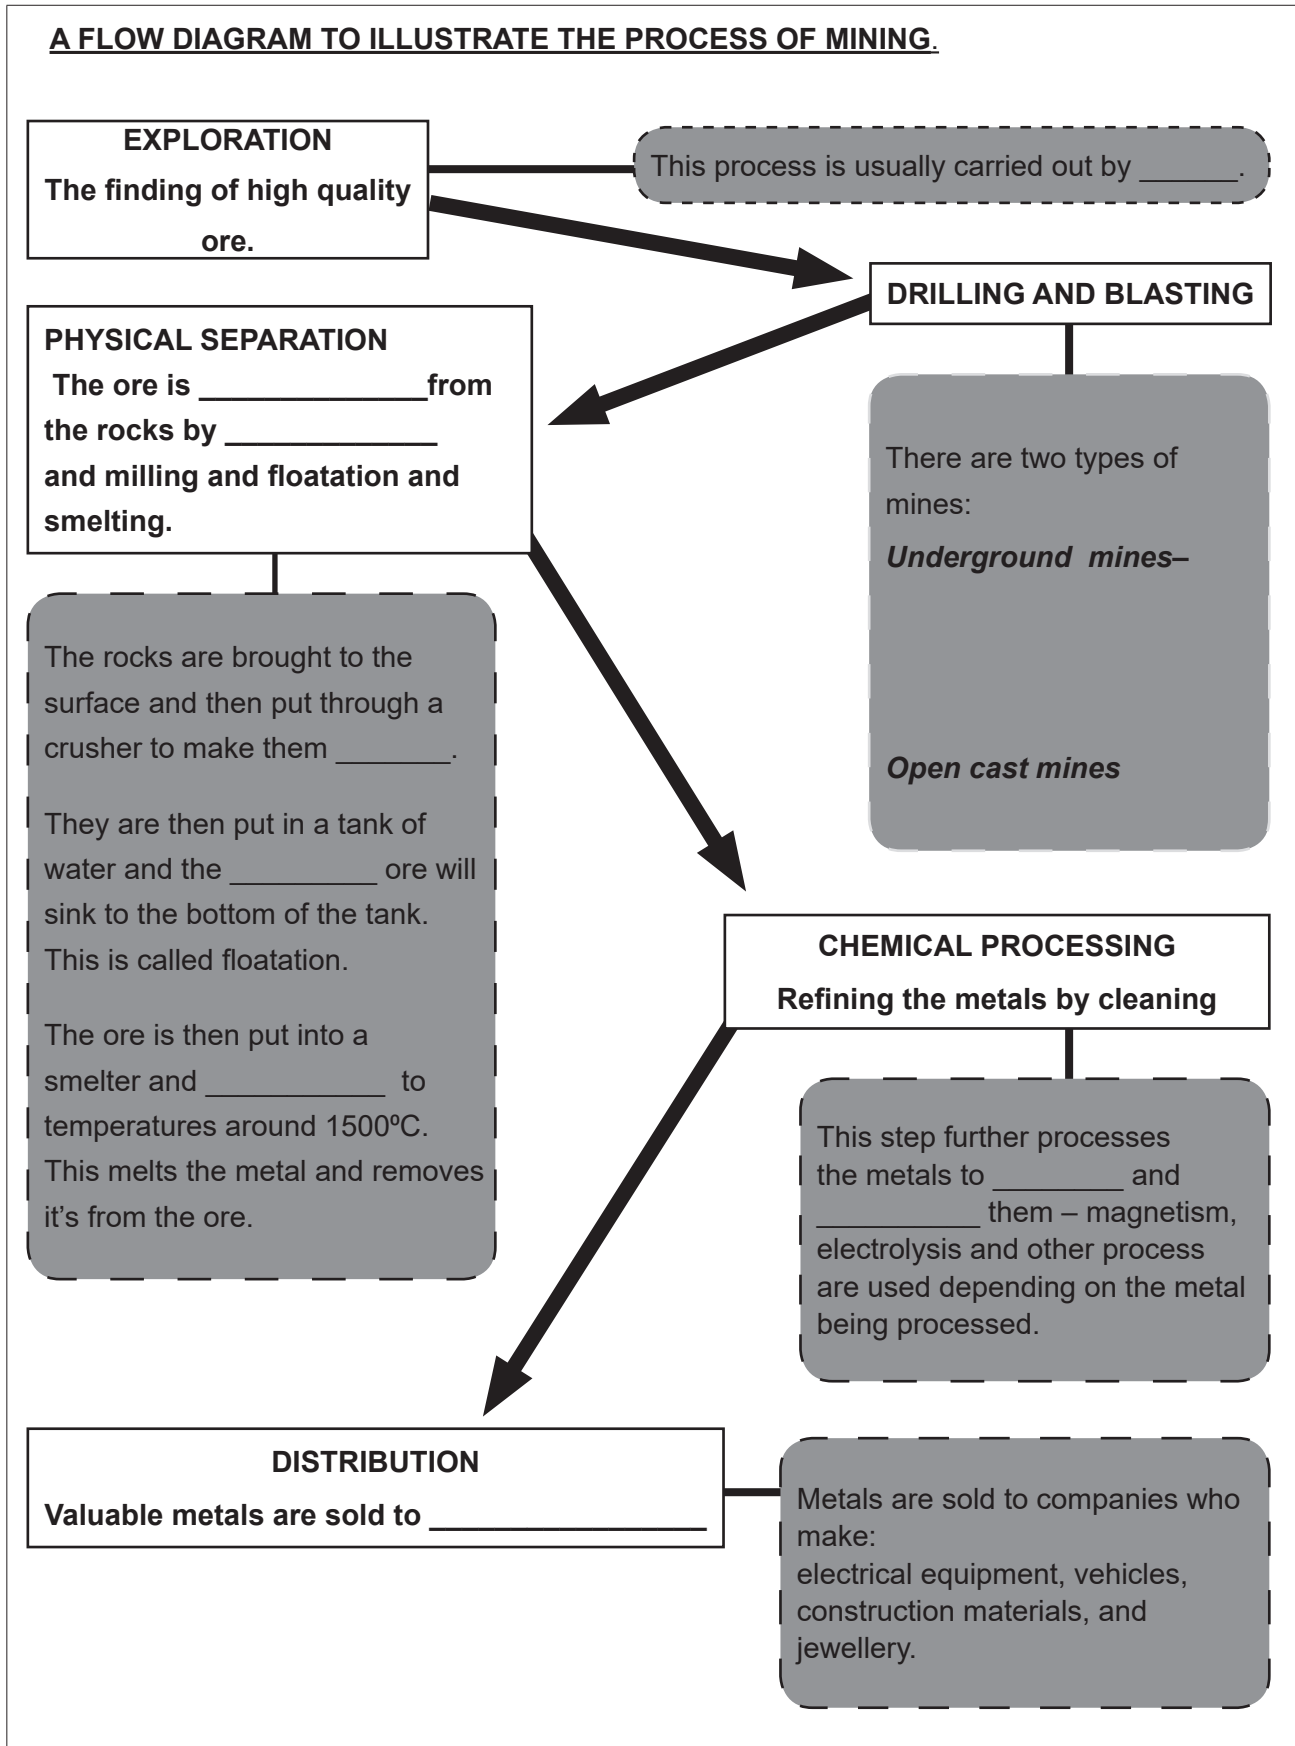 A FLOW DIAGRAM TO ILLUSTRATE THE PROCESS OF MINING.
EXPLORATION
The finding of high quality
ore.
This process is usually carried out by ______.
DRILLING AND BLASTING
There are two types of
mines:
Underground mines–
Open cast mines
PHYSICAL SEPARATION
The ore is ______________from
the rocks by _____________
and milling and floatation and
smelting.
The rocks are brought to the
surface and then put through a
crusher to make them _______.
They are then put in a tank of
water and the _________ ore will
sink to the bottom of the tank.
This is called floatation.
The ore is then put into a
smelter and ___________ to
temperatures around 1500ºC.
This melts the metal and removes
it’s from the ore.
CHEMICAL PROCESSING
Refining the metals by cleaning
This step further processes
the metals to ________ and
__________ them – magnetism,
electrolysis and other process
are used depending on the metal
being processed.
DISTRIBUTION
Valuable metals are sold to _________________
Metals are sold to companies who
make:
electrical equipment, vehicles,
construction materials, and
jewellery.